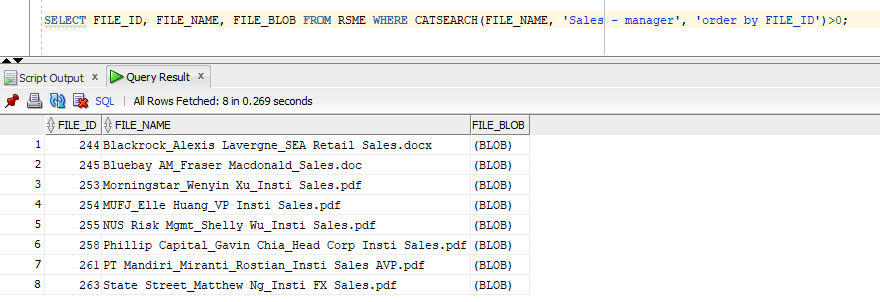 SELECT FILE_ID, FILE_NAME, FILE_BLOB FROM RSME WHERE CATSEARCH(FILE_NAME, 'Sales - manager', 'order by FILE_ID')>0;
Script Output x Query Result x
SQL | All Rows Fetched: 8 in 0.269 seconds
FILE_ID FILE_NAME FILE_BLOB
1 244 Blackrock_Alexis Lavergne_SEA Retail Sales.docx (BLOB)
2 245 Bluebay AM_Fraser Macdonald_Sales.doc (BLOB)
3 253 Morningstar_Wenyin Xu_Insti Sales.pdf (BLOB)
4 254 MUFJ_Elle Huang_VP Insti Sales.pdf (BLOB)
5 255 NUS Risk Mgmt_Shelly Wu_Insti Sales.pdf (BLOB)
6 258 Phillip Capital_Gavin Chia_Head Corp Insti Sales.pdf (BLOB)
7 261 PT Mandiri_Miranti_Rostian_Insti Sales AVP.pdf (BLOB)
8 263 State Street_Matthew Ng_Insti FX Sales.pdf (BLOB)